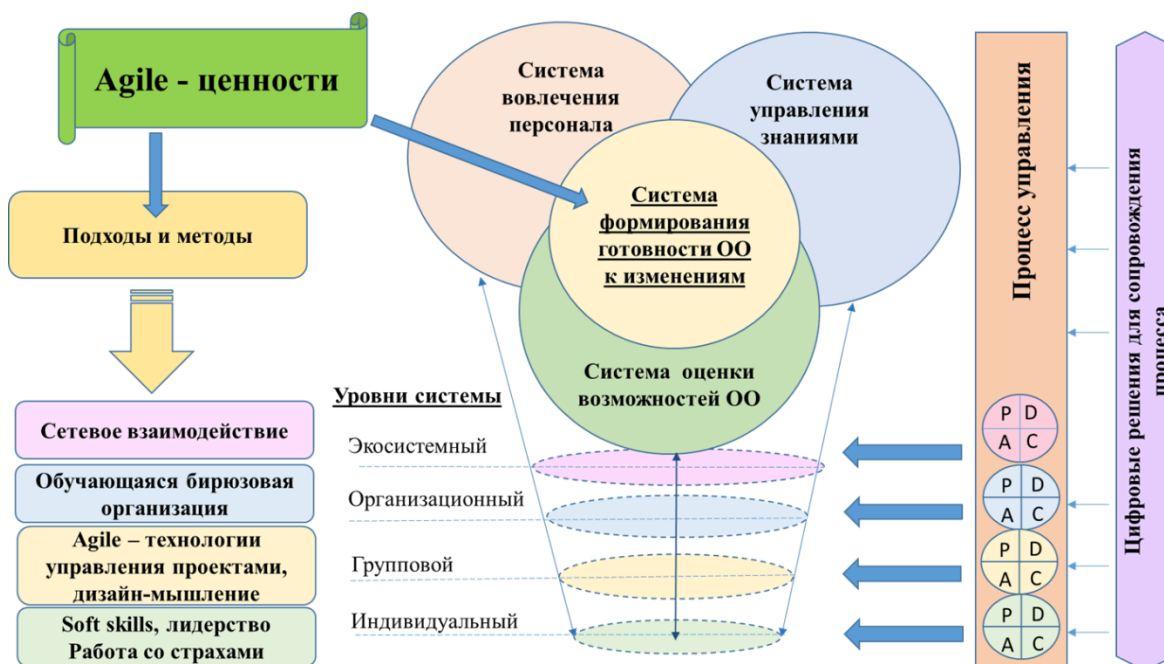 Agile - ценности
Подходы и методы
Сетевое взаимодействие
Обучающаяся бирюзовая
организация
Agile – технологии
управления проектами,
дизайн-мышление
Soft skills, лидерство
Работа со страхами
Система
вовлечения
персонала
Система
управления
знаниями
Система
формирования
готовности ОО
к изменениям
Система оценки
возможностей ОО
Уровни системы
Экосистемный
Организационный
Групповой
Индивидуальный
Процесс управления
P D
A C
P D
A C
P D
A C
P D
A C
Цифровые решения для сопровождения
процесса